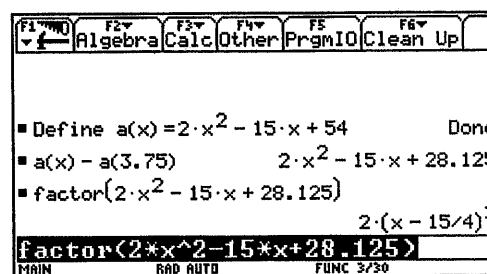 F1 F2 F3 F4 F5 F6
Algebra Calc Other PrgmIO Clean Up
▪ Define a(x) = 2·x² − 15·x + 54 Done
▪ a(x) − a(3.75) 2·x² − 15·x + 28.125
▪ factor(2·x² − 15·x + 28.125)
2·(x − 15/4)
factor(2*x^2-15*x+28.125)
MAIN RAD AUTO FUNC 3/30